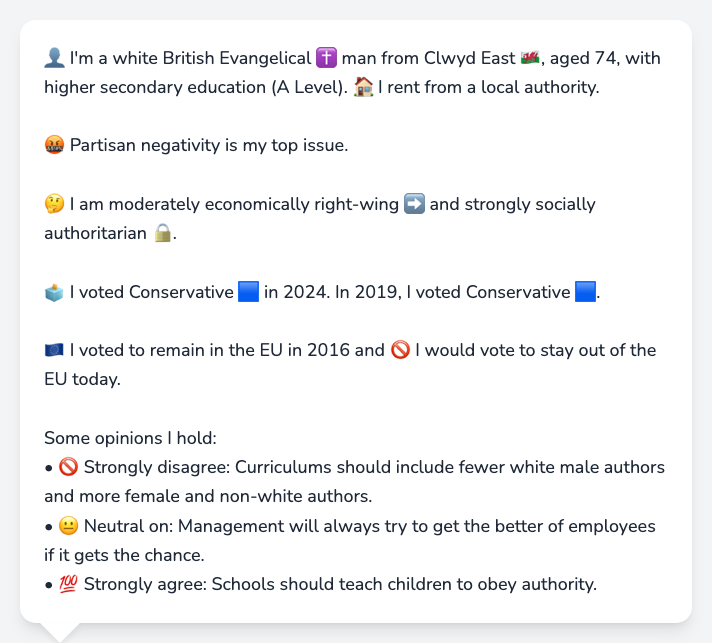 👤 I'm a white British Evangelical ✝️ man from Clwyd East 🏴󠁧󠁢󠁷󠁬󠁳󠁿, aged 74, with
higher secondary education (A Level). 🏠 I rent from a local authority.
🤬 Partisan negativity is my top issue.
🤔 I am moderately economically right-wing ➡️ and strongly socially
authoritarian 🔒.
🗳️ I voted Conservative 🟦 in 2024. In 2019, I voted Conservative 🟦.
🇪🇺 I voted to remain in the EU in 2016 and 🚫 I would vote to stay out of the
EU today.
Some opinions I hold:
• 🚫 Strongly disagree: Curriculums should include fewer white male authors
and more female and non-white authors.
• 😐 Neutral on: Management will always try to get the better of employees
if it gets the chance.
• 💯 Strongly agree: Schools should teach children to obey authority.